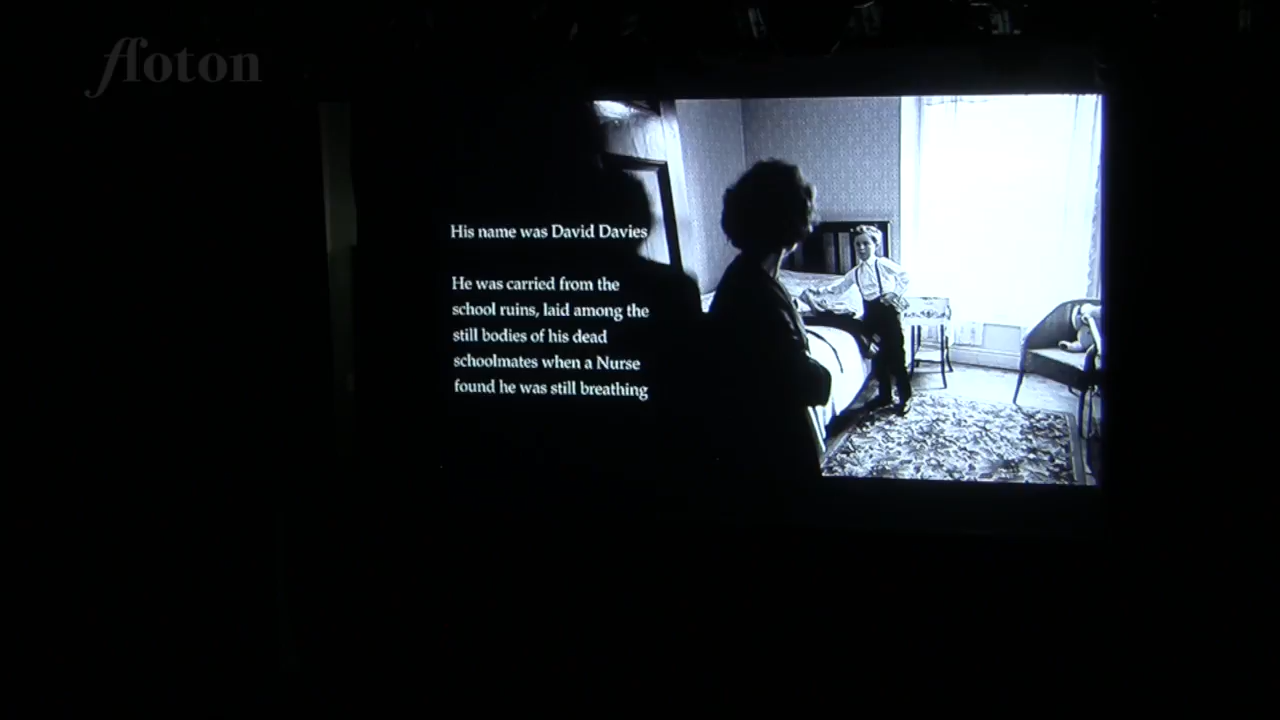 ffoton
His name was David Davies
He was carried from the
school ruins, laid among the
still bodies of his dead
schoolmates when a Nurse
found he was still breathing